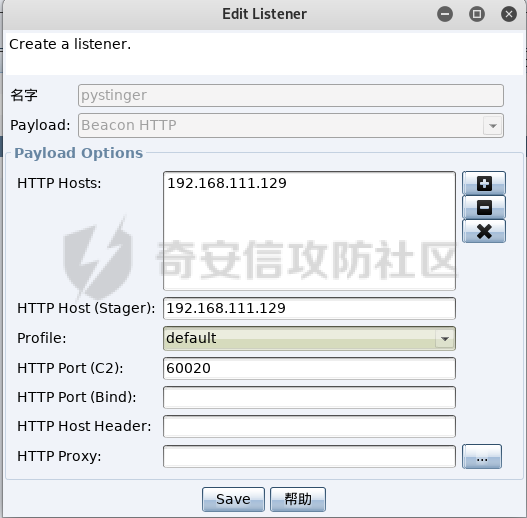 Edit Listener
Create a listener.
名字
pystinger
Payload:
Beacon HTTP
Payload Options
HTTP Hosts:
192.168.111.129
奇安信攻防社区
HTTP Host (Stager):
192.168.111.129
Profile:
default
HTTP Port (C2):
60020
HTTP Port (Bind):
HTTP Host Header:
HTTP Proxy:
...
Save
帮助